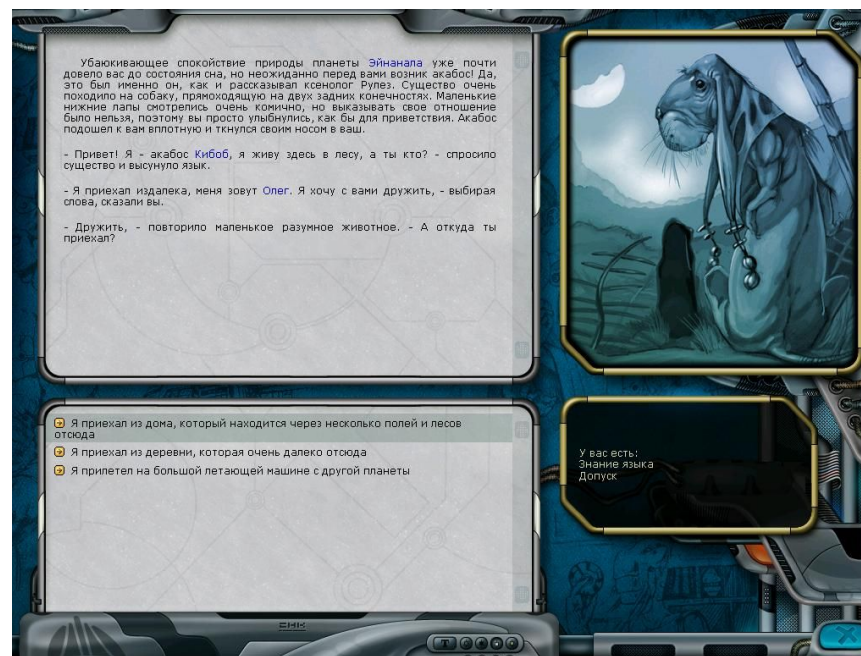 Убаюкивающее спокойствие природы планеты Эйнанала уже почти
довело вас до состояния сна, но неожиданно перед вами возник акабос! Да,
это был именно он, как и рассказывал ксенолог Рулез. Существо очень
походило на собаку, прямоходящую на двух задних конечностях. Маленькие
нижние лапы смотрелись очень комично, но выказывать свое отношение
было нельзя, поэтому вы просто улыбнулись, как бы для приветствия. Акабос
подошел к вам вплотную и ткнулся своим носом в ваш.
- Привет! Я - акабос Кибоб, я живу здесь в лесу, а ты кто? - спросило
существо и высунуло язык.
- Я приехал издалека, меня зовут Олег. Я хочу с вами дружить, - выбирая
слова, сказали вы.
- Дружить, - повторило маленькое разумное животное. - А откуда ты
приехал?
Я приехал из дома, который находится через несколько полей и лесов
отсюда
Я приехал из деревни, которая очень далеко отсюда
Я прилетел на большой летающей машине с другой планеты
У вас есть:
Знание языка
Допуск
T